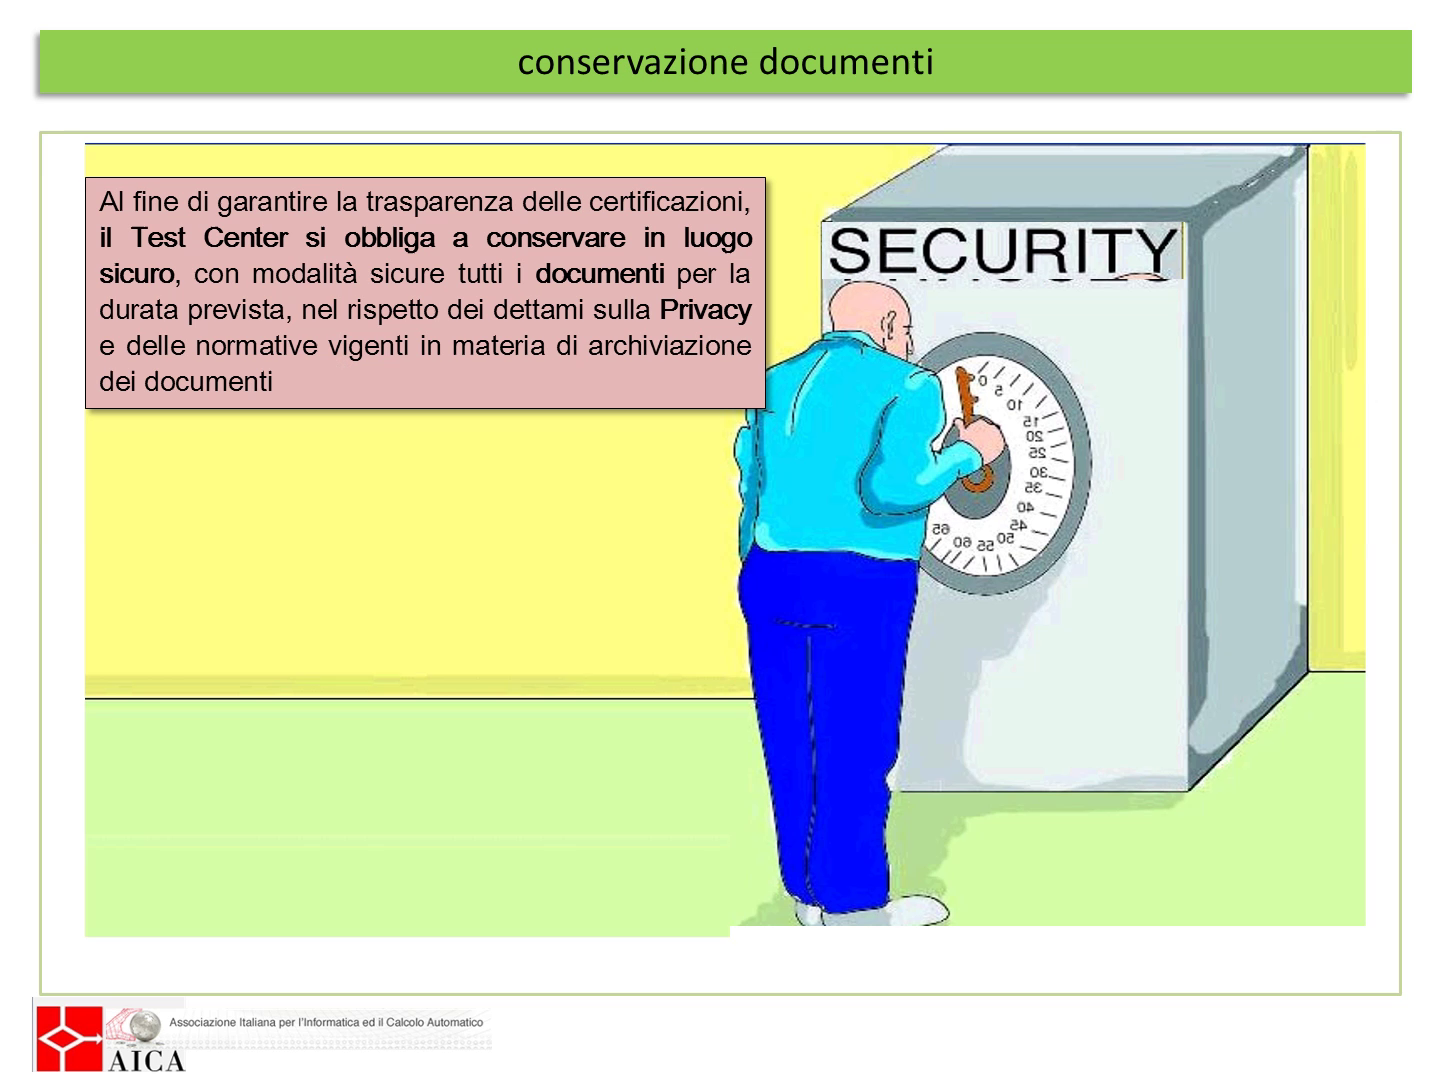 conservazione documenti
Al fine di garantire la trasparenza delle certificazioni,
il Test Center si obbliga a conservare in luogo
sicuro, con modalità sicure tutti i documenti per la
durata prevista, nel rispetto dei dettami sulla Privacy
e delle normative vigenti in materia di archiviazione
dei documenti
SECURITY
0
5
10
15
20
25
30
35
40
45
50
55
60
65
Associazione Italiana per l'Informatica ed il Calcolo Automatico
AICA